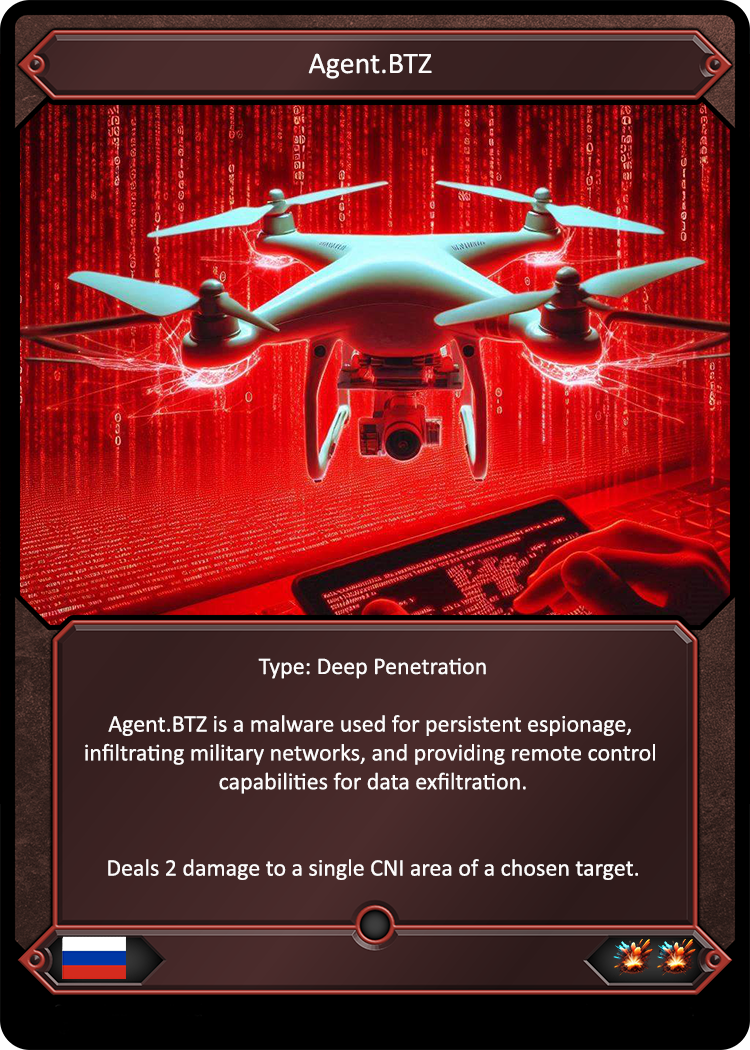 Agent.BTZ
Type: Deep Penetration
Agent.BTZ is a malware used for persistent espionage,
infiltrating military networks, and providing remote control
capabilities for data exfiltration.
Deals 2 damage to a single CNI area of a chosen target.